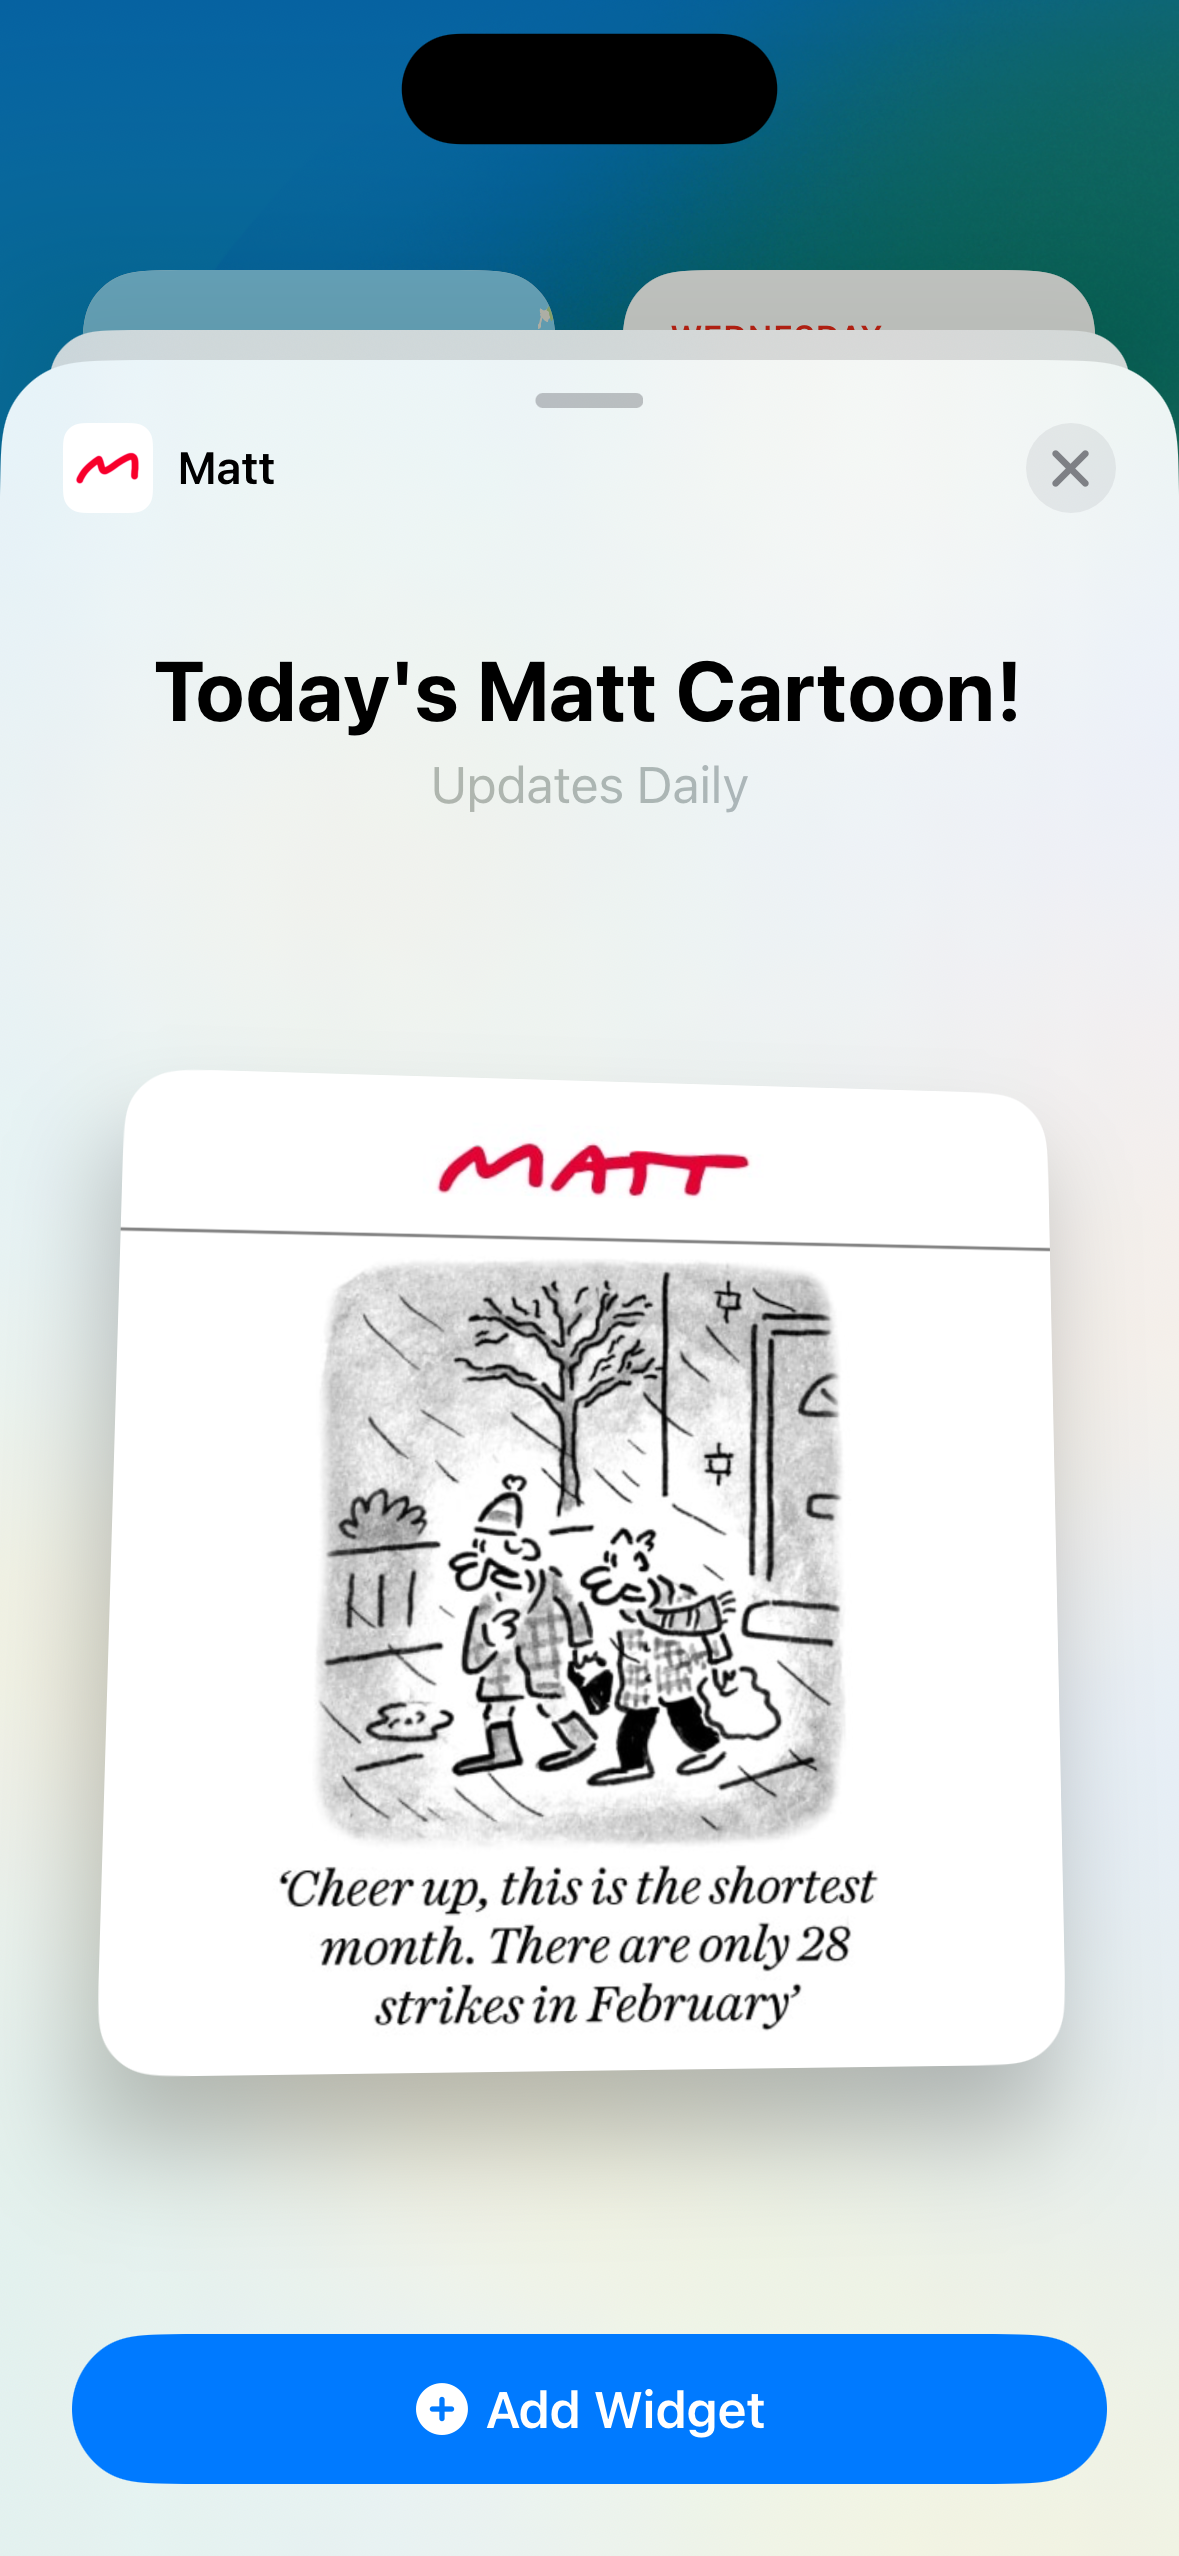 WEDNESDAY
Matt
Today's Matt Cartoon!
Updates Daily
MATT
‘Cheer up, this is the shortest
month. There are only 28
strikes in February’
Add Widget